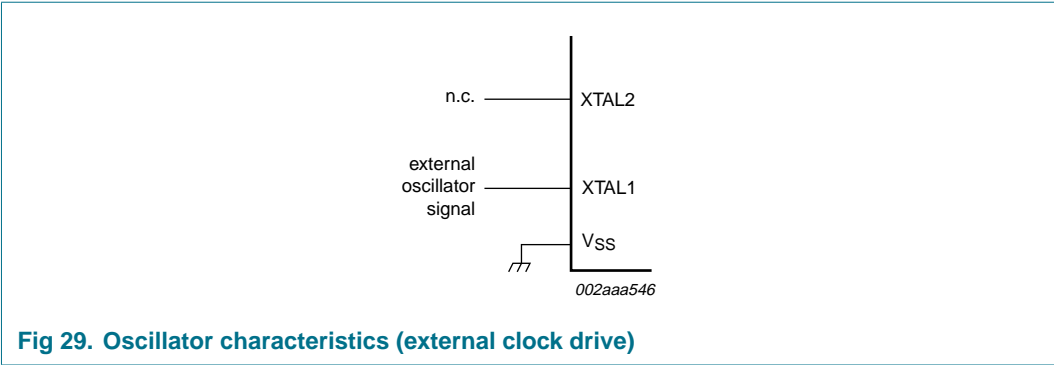 n.c.
XTAL2
external
oscillator
signal
XTAL1
VSS
002aaa546
Fig 29. Oscillator characteristics (external clock drive)